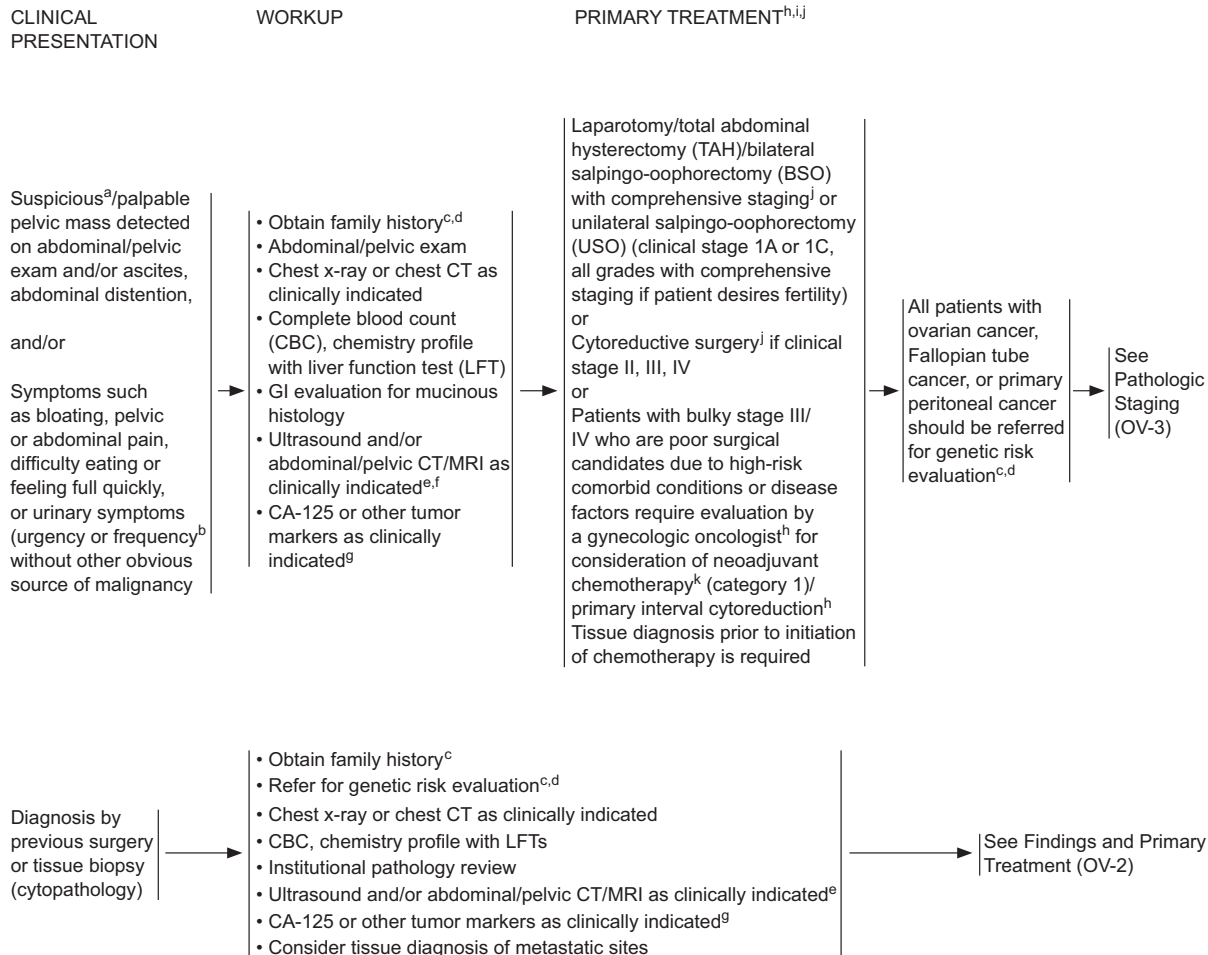 CLINICAL
PRESENTATION
WORKUP
PRIMARY TREATMENTh,i,j
Suspiciousa/palpable
pelvic mass detected
on abdominal/pelvic
exam and/or ascites,
abdominal distention,
and/or
Symptoms such
as bloating, pelvic
or abdominal pain,
difficulty eating or
feeling full quickly,
or urinary symptoms
(urgency or frequencyb
without other obvious
source of malignancy
• Obtain family historyc,d
• Abdominal/pelvic exam
• Chest x-ray or chest CT as
clinically indicated
• Complete blood count
(CBC), chemistry profile
with liver function test (LFT)
• GI evaluation for mucinous
histology
• Ultrasound and/or
abdominal/pelvic CT/MRI as
clinically indicatede,f
• CA-125 or other tumor
markers as clinically
indicatedg
Laparotomy/total abdominal
hysterectomy (TAH)/bilateral
salpingo-oophorectomy (BSO)
with comprehensive stagingj or
unilateral salpingo-oophorectomy
(USO) (clinical stage 1A or 1C,
all grades with comprehensive
staging if patient desires fertility)
or
Cytoreductive surgeryj if clinical
stage II, III, IV
or
Patients with bulky stage III/
IV who are poor surgical
candidates due to high-risk
comorbid conditions or disease
factors require evaluation by
a gynecologic oncologisth for
consideration of neoadjuvant
chemotherapyk (category 1)/
primary interval cytoreductionh
Tissue diagnosis prior to initiation
of chemotherapy is required
All patients with
ovarian cancer,
Fallopian tube
cancer, or primary
peritoneal cancer
should be referred
for genetic risk
evaluationc,d
See
Pathologic
Staging
(OV-3)
Diagnosis by
previous surgery
or tissue biopsy
(cytopathology)
• Obtain family historyc
• Refer for genetic risk evaluationc,d
• Chest x-ray or chest CT as clinically indicated
• CBC, chemistry profile with LFTs
• Institutional pathology review
• Ultrasound and/or abdominal/pelvic CT/MRI as clinically indicatede
• CA-125 or other tumor markers as clinically indicatedg
• Consider tissue diagnosis of metastatic sites
See Findings and Primary
Treatment (OV-2)